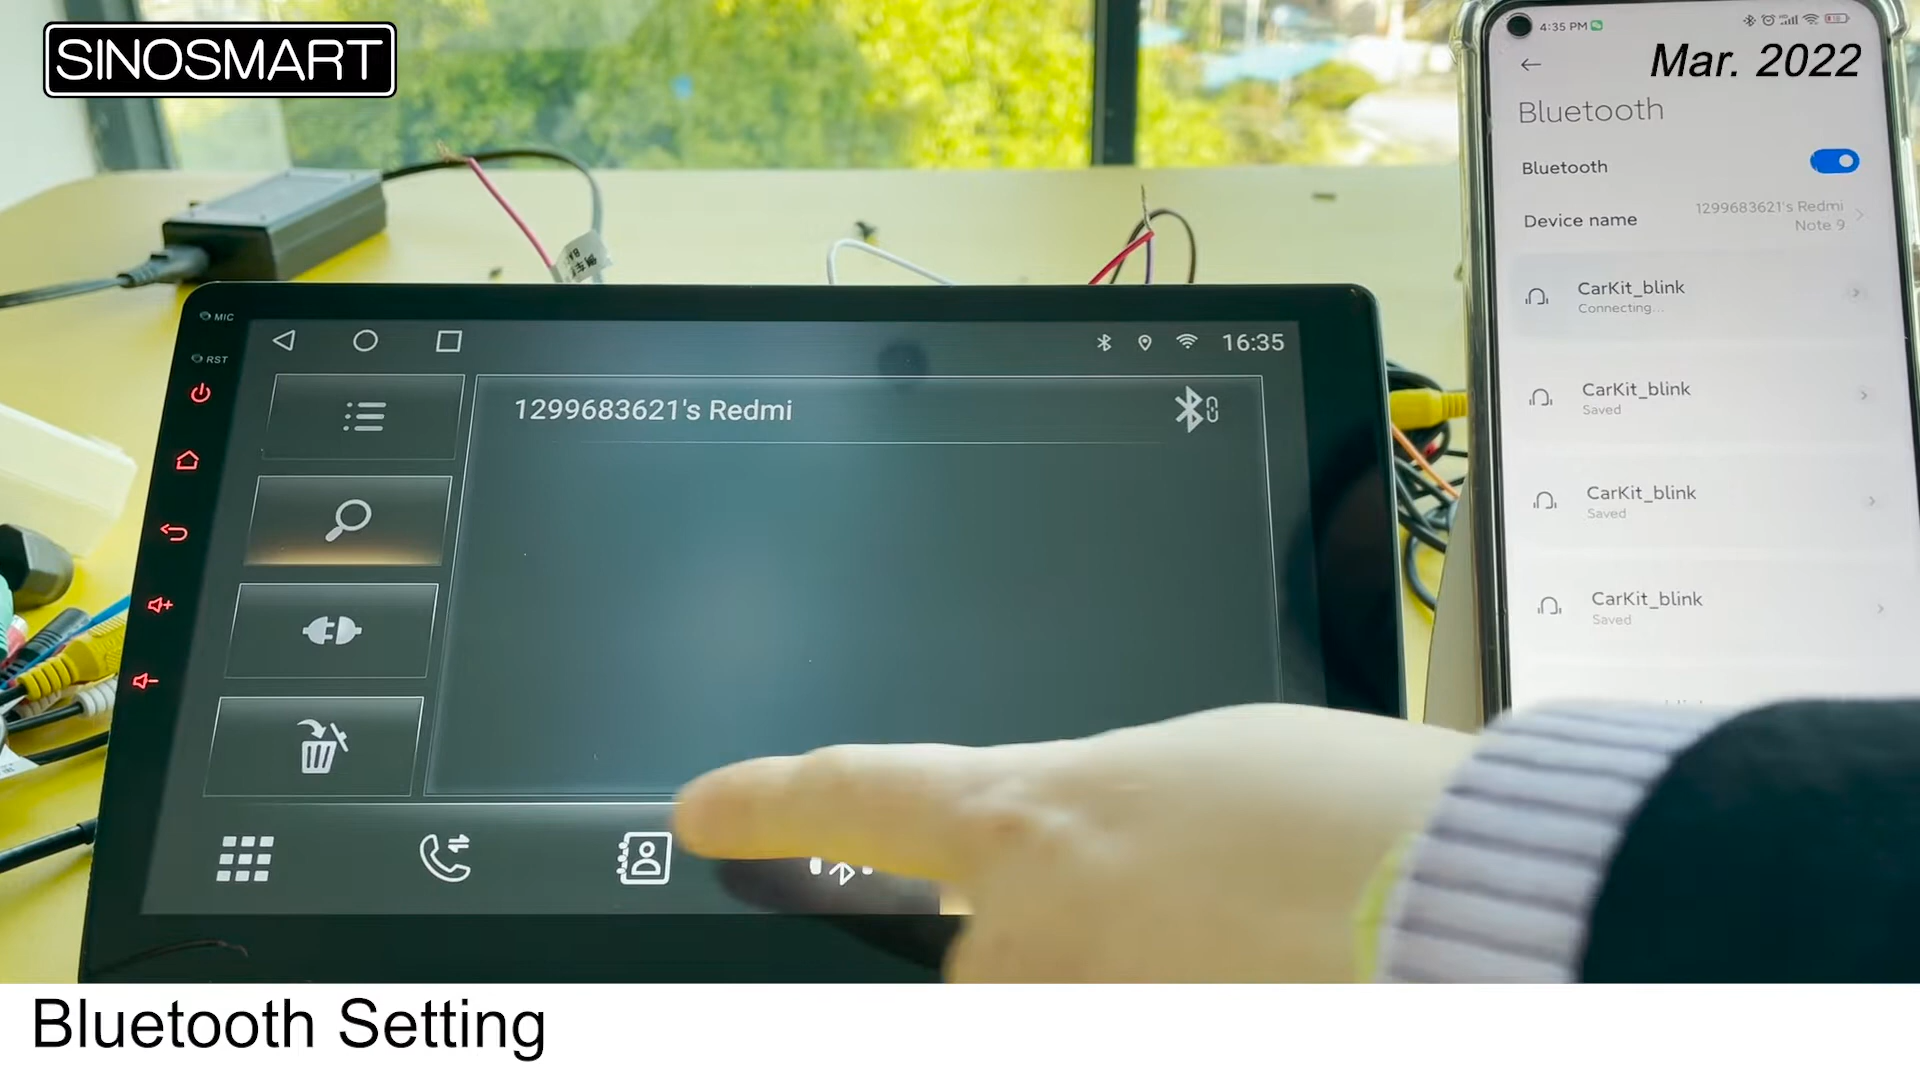 SINOSMART
Mar. 2022
4:35 PM
Bluetooth
Bluetooth
Device name
1299683621's Redmi
Note 9
CarKit_blink
Connecting...
CarKit_blink
Saved
CarKit_blink
Saved
CarKit_blink
Saved
MIC
RST
16:35
1299683621's Redmi
Bluetooth Setting